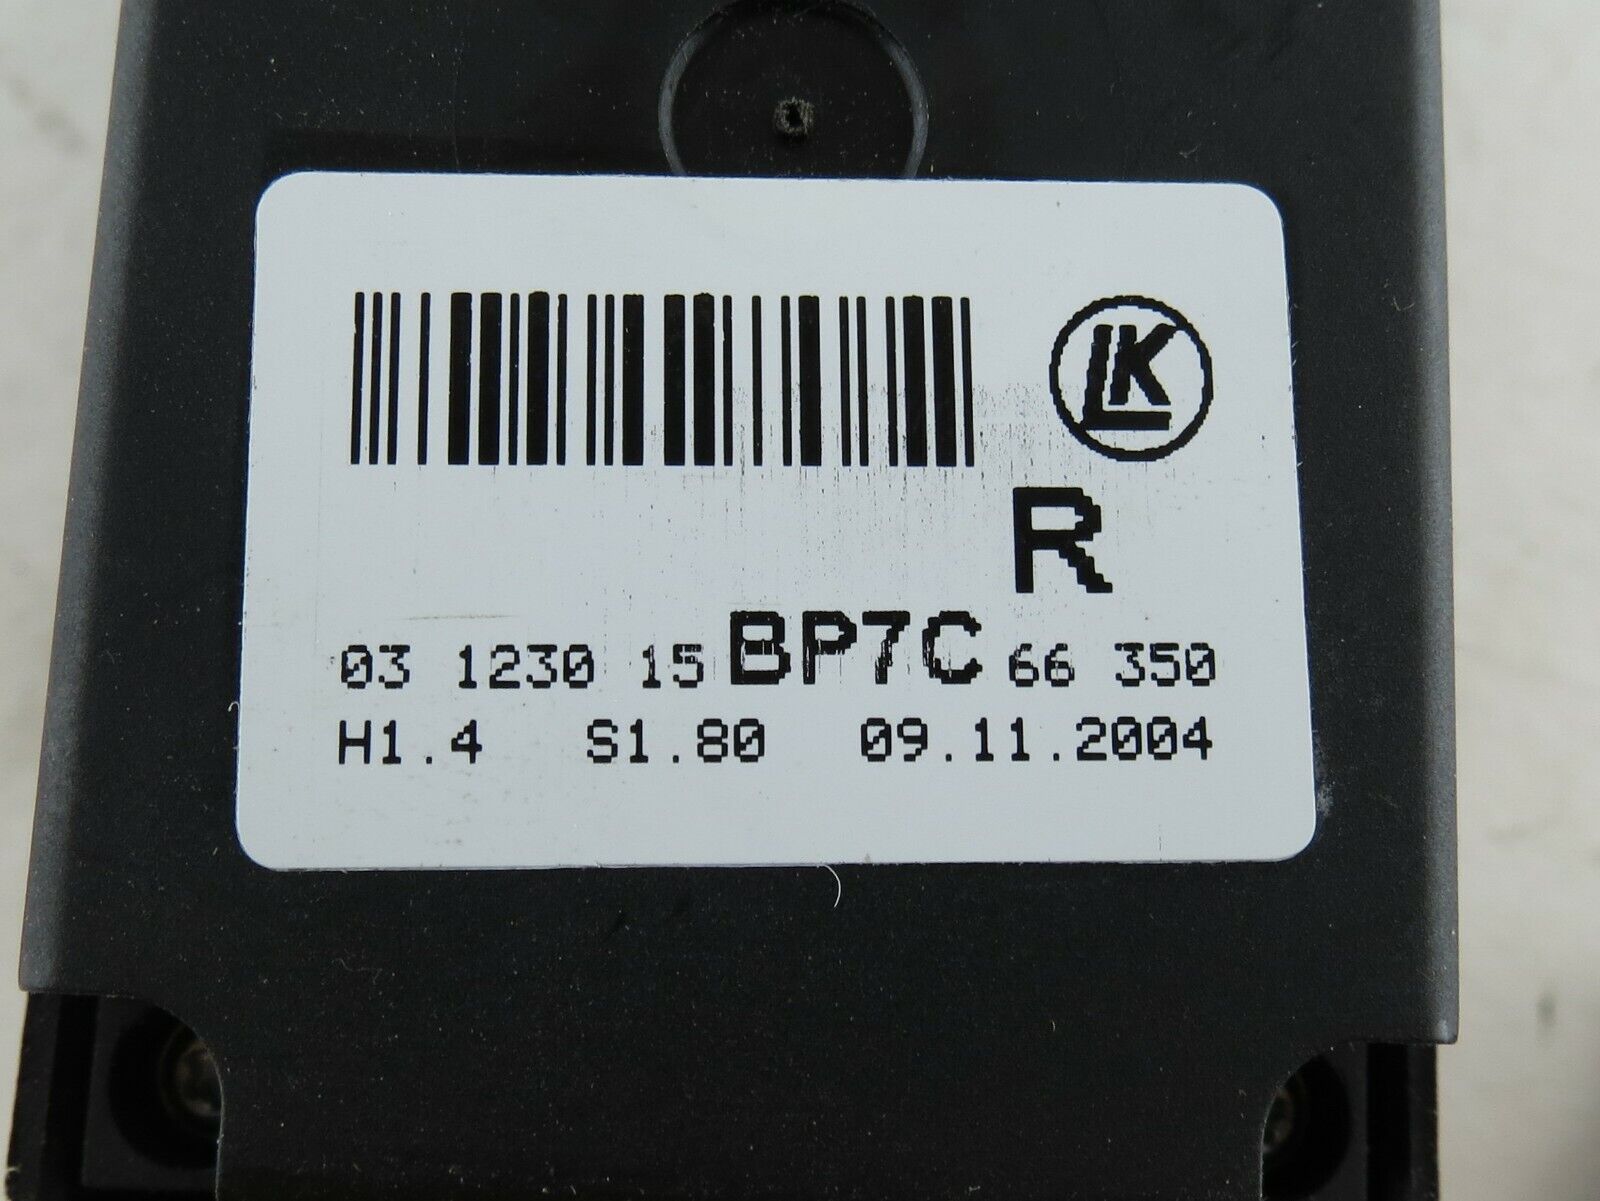 LK
R
03 1230 15 BP7C 66 350
H1.4 S1.80 09.11.2004